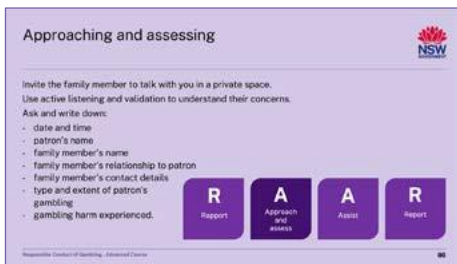 Approaching and assessing
NSW
GOVERNMENT
Invite the family member to talk with you in a private space.
Use active listening and validation to understand their concerns.
Ask and write down:
- date and time
- patron's name
- family member's name
- family member's relationship to patron
- family member's contact details
- type and extent of patron's
gambling
- gambling harm experienced.
R
Rapport
A
Approach
and
assess
A
Assist
R
Report
Responsible Conduct of Gambling - Advanced Course